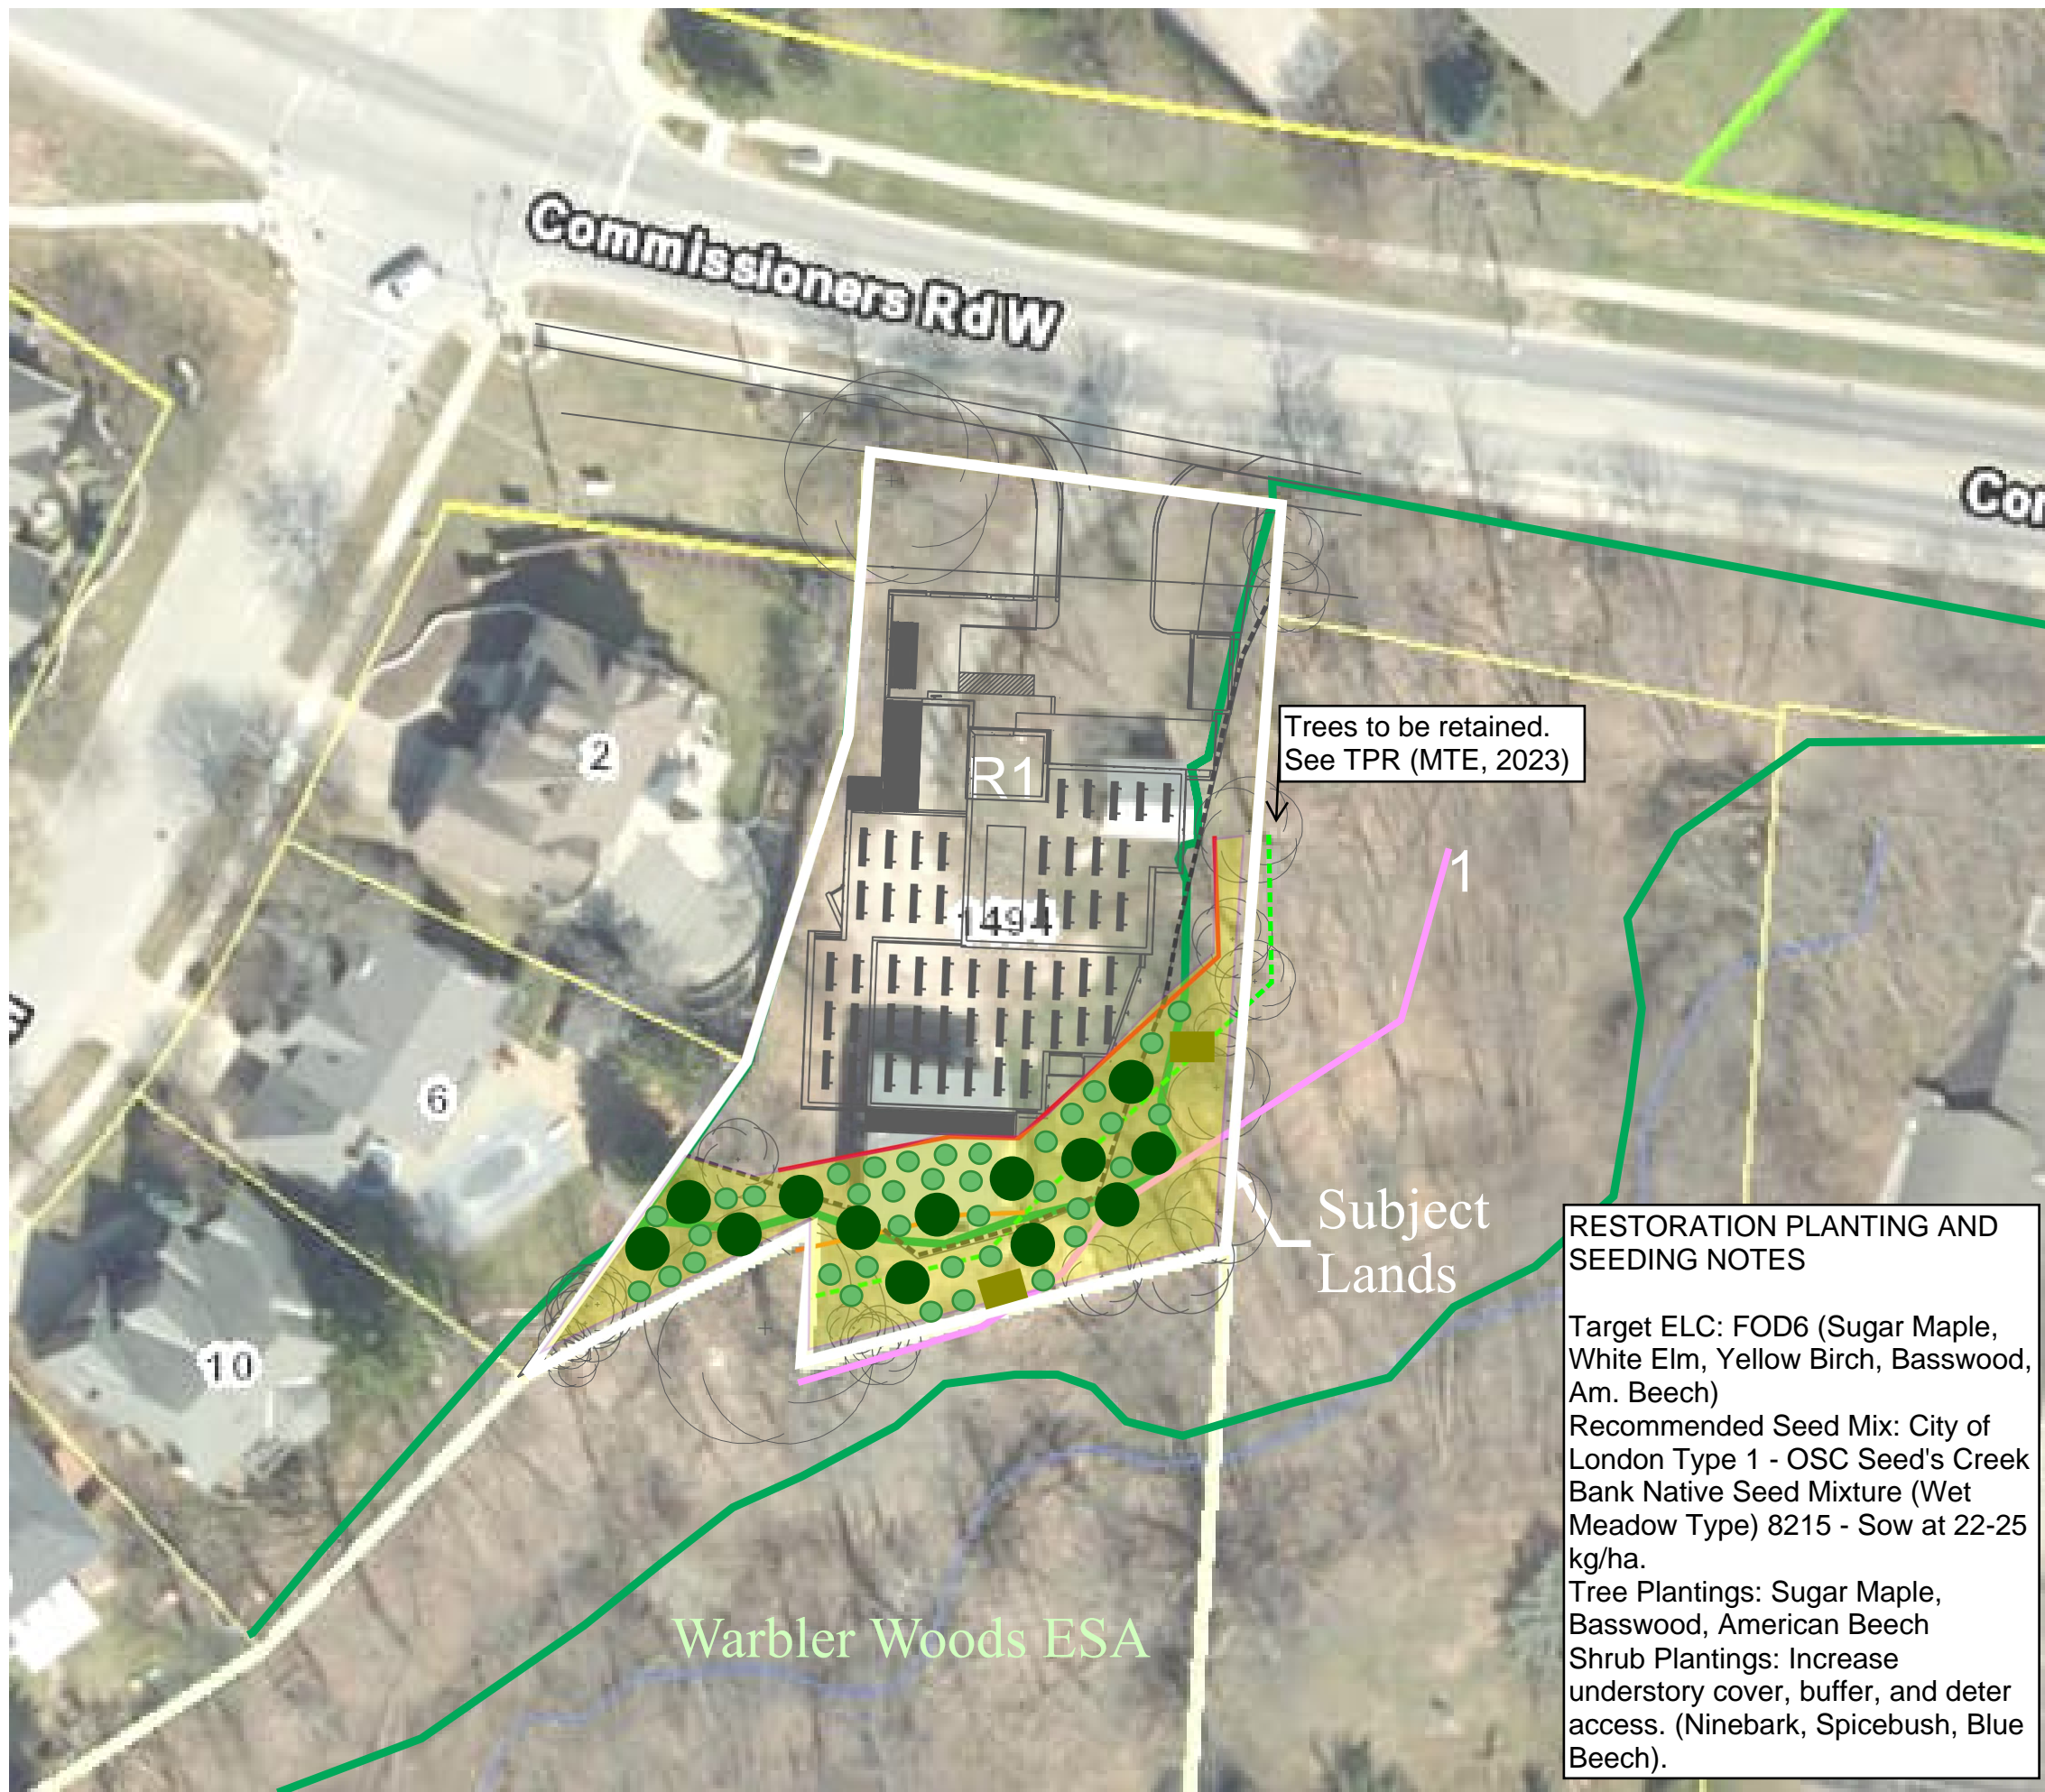 Commissioners Rd W
Trees to be retained.
See TPR (MTE, 2023)
2
R1
1
1494
6
Subject
Lands
10
RESTORATION PLANTING AND
SEEDING NOTES
Target ELC: FOD6 (Sugar Maple,
White Elm, Yellow Birch, Basswood,
Am. Beech)
Recommended Seed Mix: City of
London Type 1 - OSC Seed's Creek
Bank Native Seed Mixture (Wet
Meadow Type) 8215 - Sow at 22-25
kg/ha.
Tree Plantings: Sugar Maple,
Basswood, American Beech
Shrub Plantings: Increase
understory cover, buffer, and deter
access. (Ninebark, Spicebush, Blue
Beech).
Warbler Woods ESA